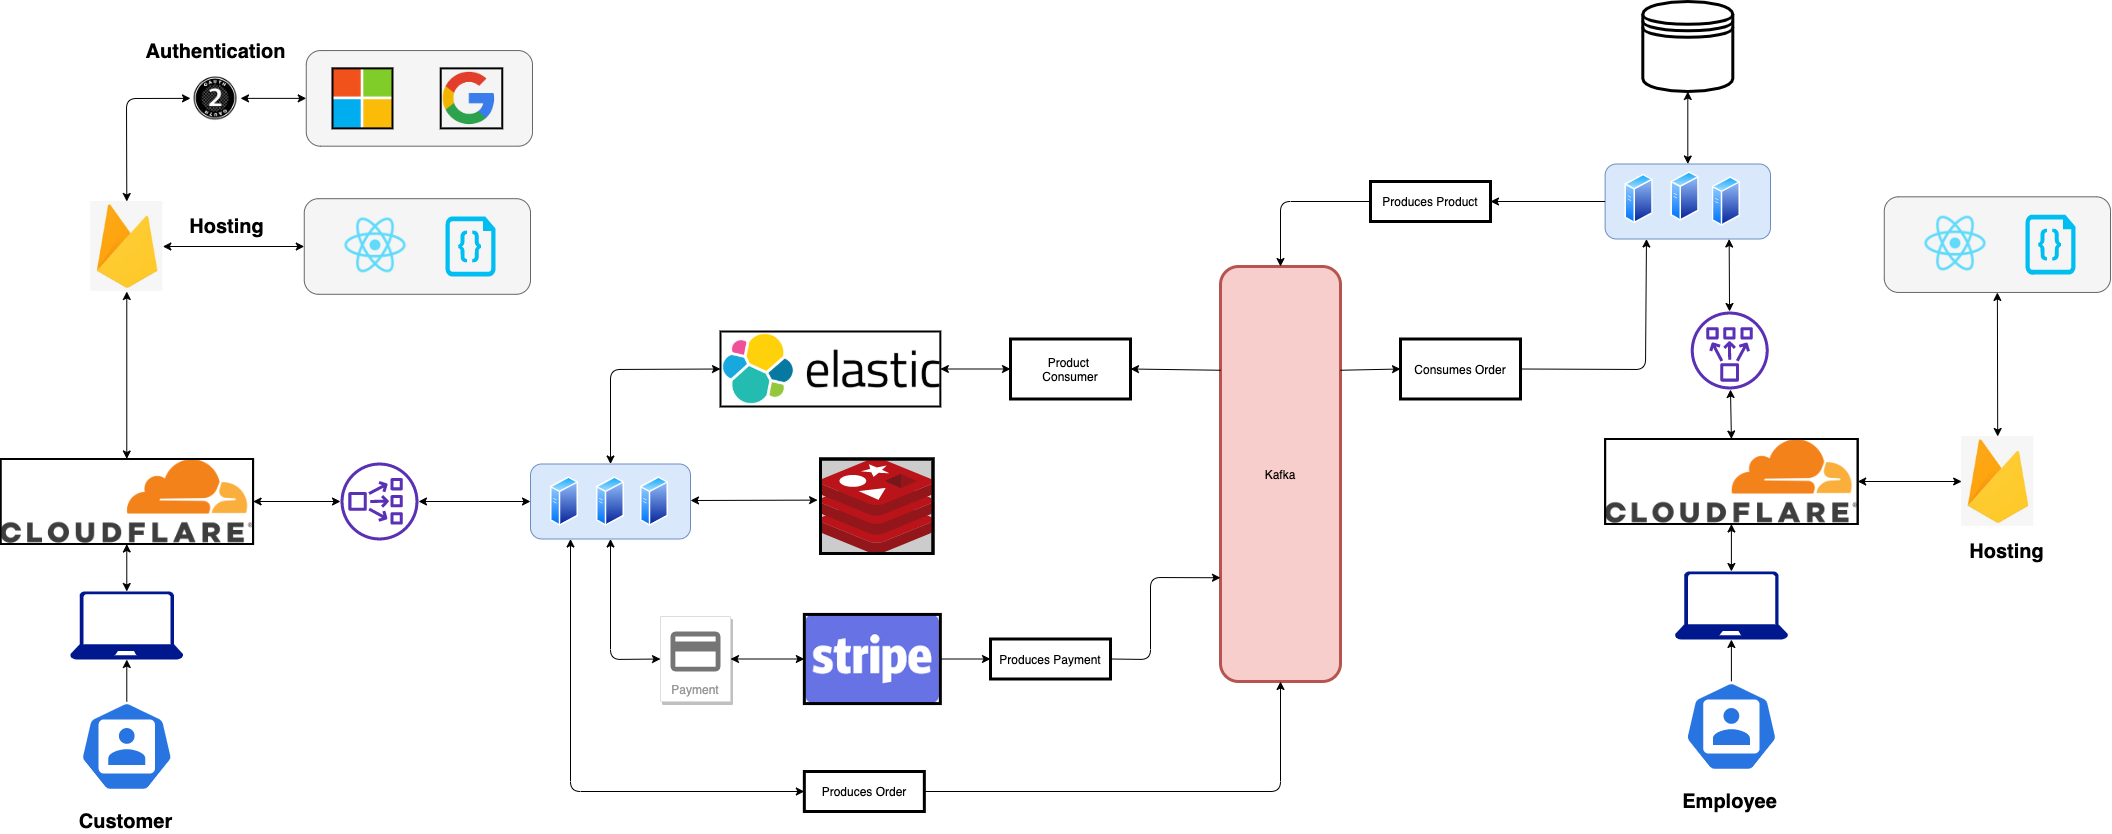 Authentication
2
Hosting
{}
Produces Product
{}
elastic
Product
Consumer
Consumes Order
Kafka
CLOUDFLARE
CLOUDFLARE
Hosting
Payment
stripe
Produces Payment
Produces Order
Customer
Employee